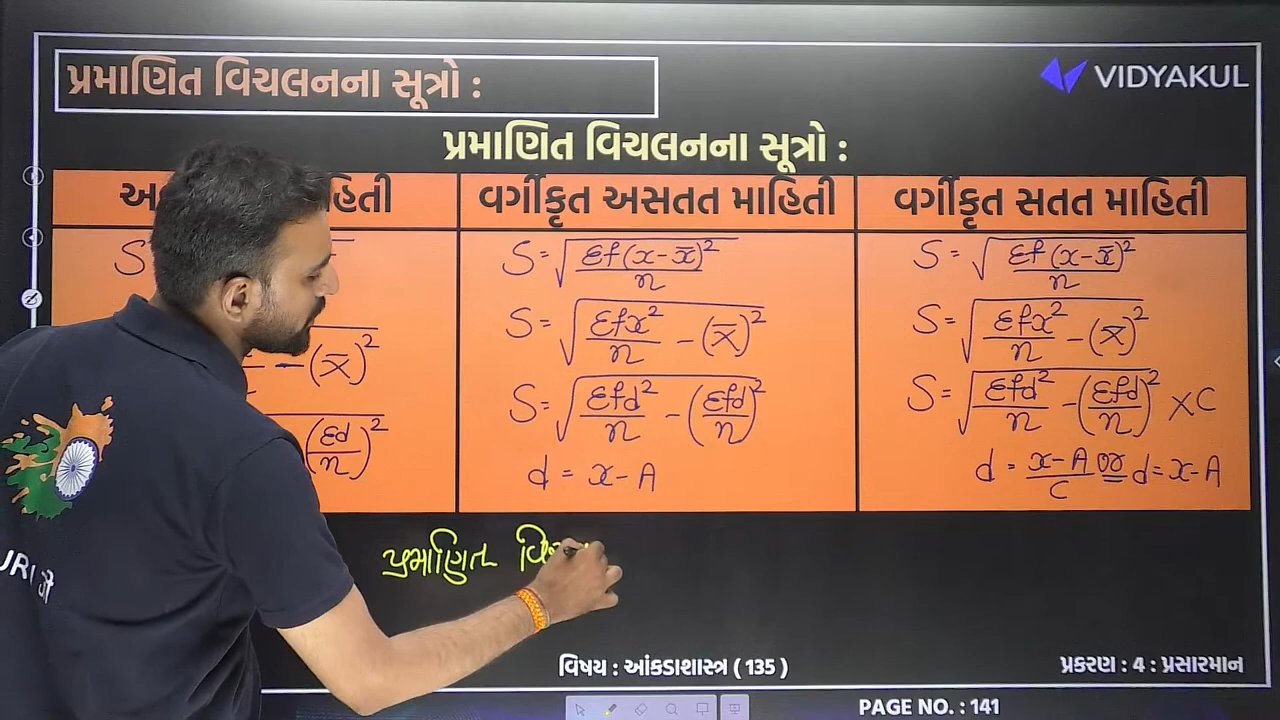 પ્રમાણિત વિચલનના સૂત્રો :
VIDYAKUL
પ્રમાણિત વિચલનના સૂત્રો :
વર્ગીકૃત અસતત માહિતી
વર્ગીકૃત સતત માહિતી
S = √(Σf(x-x̄)²/n)
S = √(Σf(x-x̄)²/n)
S = √(Σfx²/n - (x̄)²)
S = √(Σfx²/n - (x̄)²)
- (x̄)²
S = √(Σfd²/n - (Σfd/n)²)
S = √(Σfd²/n - (Σfd/n)²) × C
(Σd/n)²
d = x - A
d = x-A/C or d = x-A
પ્રમાણિત
વિષય : આંકડાશાસ્ત્ર ( 135 )
પ્રકરણ : 4 : પ્રસારમાન
PAGE NO. : 141